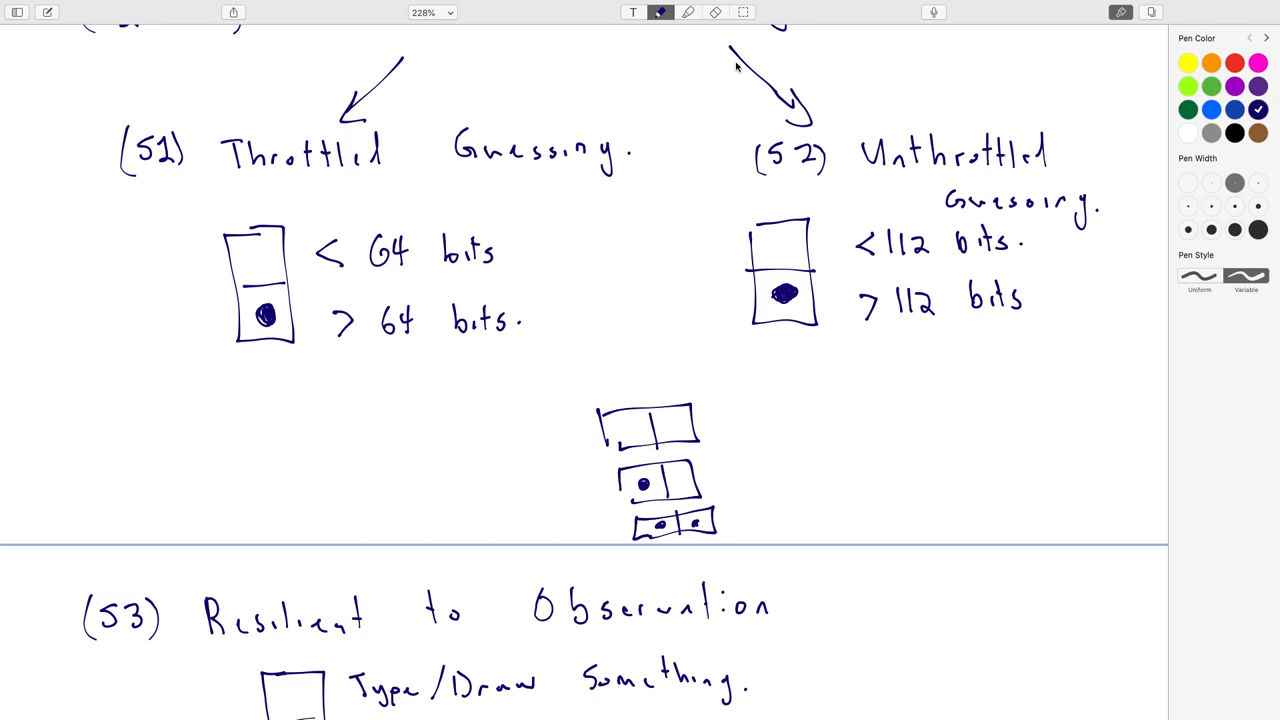 228%
T
Pen Color
(S1) Throttled Guessing.
(S2) Unthrottled
Guessing.
< 64 bits
> 64 bits.
< 112 bits.
> 112 bits
Pen Width
Pen Style
Uniform
Variable
(S3) Resilient to Observation
Type/Draw Something.